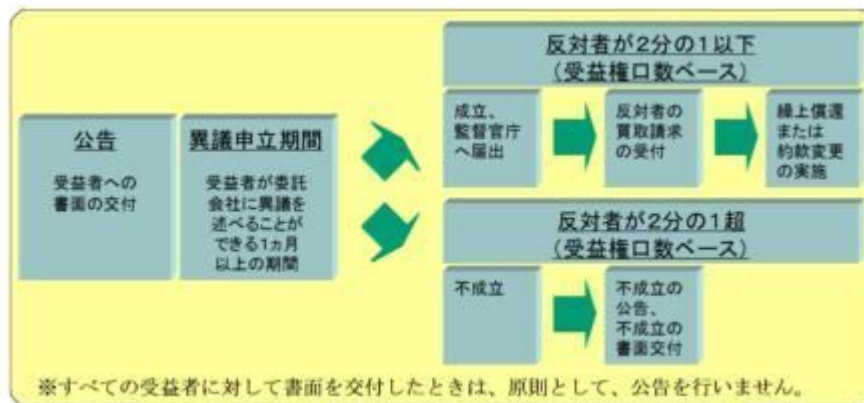 公告
受益者への
書面の交付
異議申立期間
受益者が委託
会社に異議を
述べることが
できる1ヵ月
以上の期間
反対者が2分の1以下
(受益権口数ベース)
成立、
監督官庁
へ届出
反対者の
買取請求
の受付
繰上償還
または
約款変更
の実施
反対者が2分の1超
(受益権口数ベース)
不成立
不成立の
公告、
不成立の
書面交付
※すべての受益者に対して書面を交付したときは、原則として、公告を行いません。